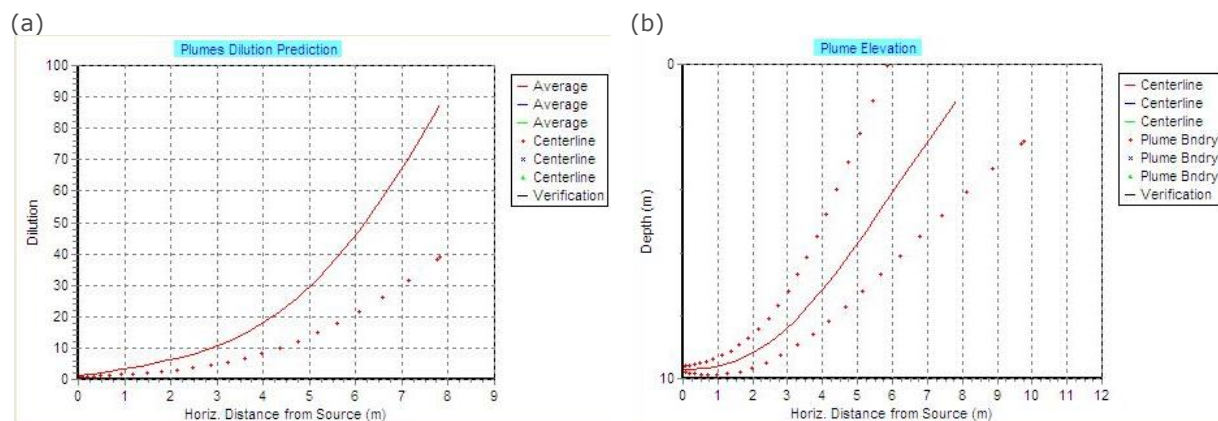 (a)
Plumes Dilution Prediction
100
90
80
70
60
50
40
30
20
10
0
Dilution
0 1 2 3 4 5 6 7 8 9
Horiz. Distance from Source (m)
Average
Average
Average
Centerline
Centerline
Centerline
Verification
(b)
Plume Elevation
0
10
Depth (m)
0 1 2 3 4 5 6 7 8 9 10 11 12
Horiz. Distance from Source (m)
Centerline
Centerline
Centerline
Plume Bndry
Plume Bndry
Plume Bndry
Verification